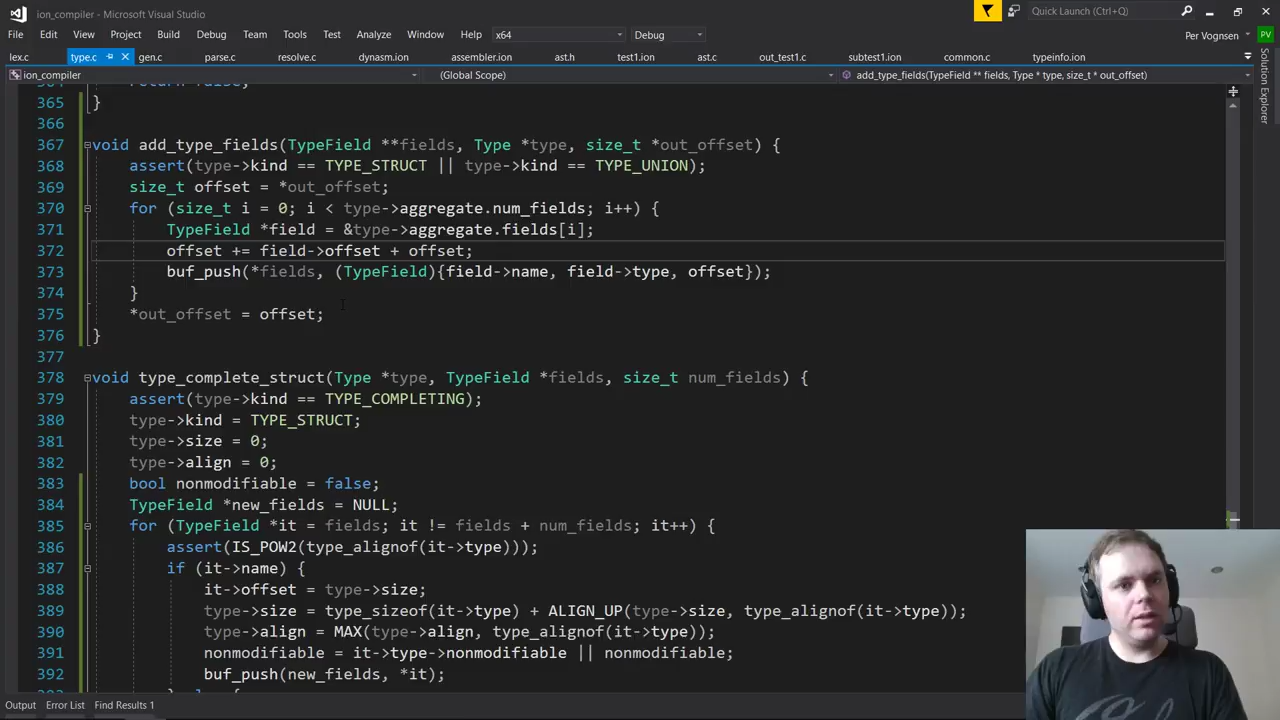 ion_compiler - Microsoft Visual Studio
Quick Launch (Ctrl+Q)
File Edit View Project Build Debug Team Tools Test Analyze Window Help x64 Debug
Per Vognsen PV
lex.c type.c gen.c parse.c resolve.c dynasm.ion assembler.ion ast.h test1.ion ast.c out_test1.c subtest1.ion common.c typeinfo.ion
ion_compiler (Global Scope) add_type_fields(TypeField ** fields, Type * type, size_t * out_offset)
Solution Explorer
365 }
366
367 void add_type_fields(TypeField **fields, Type *type, size_t *out_offset) {
368 assert(type->kind == TYPE_STRUCT || type->kind == TYPE_UNION);
369 size_t offset = *out_offset;
370 for (size_t i = 0; i < type->aggregate.num_fields; i++) {
371 TypeField *field = &type->aggregate.fields[i];
372 offset += field->offset + offset;
373 buf_push(*fields, (TypeField){field->name, field->type, offset});
374 }
375 *out_offset = offset;
376 }
377
378 void type_complete_struct(Type *type, TypeField *fields, size_t num_fields) {
379 assert(type->kind == TYPE_COMPLETING);
380 type->kind = TYPE_STRUCT;
381 type->size = 0;
382 type->align = 0;
383 bool nonmodifiable = false;
384 TypeField *new_fields = NULL;
385 for (TypeField *it = fields; it != fields + num_fields; it++) {
386 assert(IS_POW2(type_alignof(it->type)));
387 if (it->name) {
388 it->offset = type->size;
389 type->size = type_sizeof(it->type) + ALIGN_UP(type->size, type_alignof(it->type));
390 type->align = MAX(type->align, type_alignof(it->type));
391 nonmodifiable = it->type->nonmodifiable || nonmodifiable;
392 buf_push(new_fields, *it);
Output Error List Find Results 1